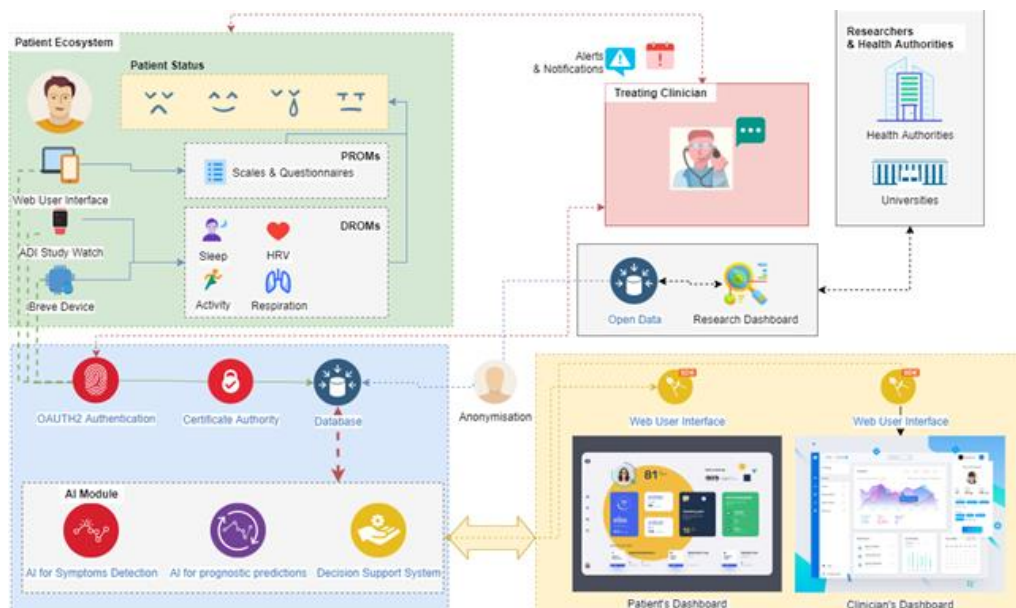 Patient Ecosystem
Patient Status
Web User Interface
ADI Study Watch
Breve Device
PROMs
Scales & Questionnaires
DROMs
Sleep
HRV
Activity
Respiration
Alerts
& Notifications
Treating Clinician
Researchers
& Health Authorities
Health Authorities
Universities
Open Data
Research Dashboard
OAUTH2 Authentication
Certificate Authority
Database
Anonymisation
AI Module
AI for Symptoms Detection
AI for prognostic predictions
Decision Support System
Web User Interface
Web User Interface
81
Patient's Dashboard
Clinician's Dashboard